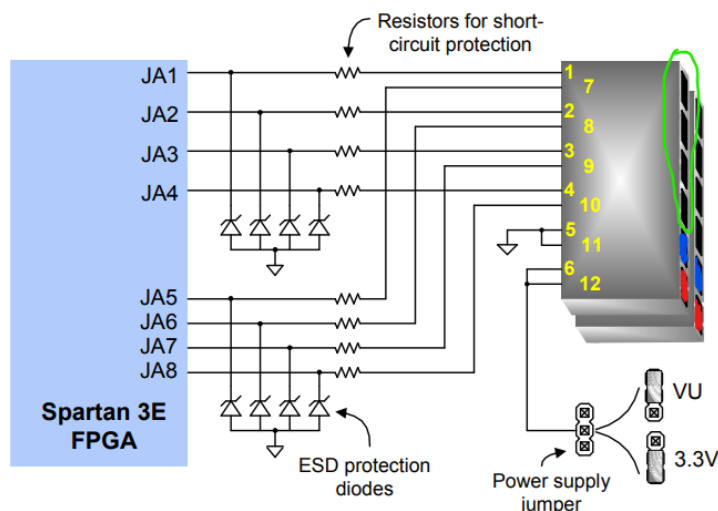 Resistors for short-
circuit protection
JA1
JA2
JA3
JA4
JA5
JA6
JA7
JA8
Spartan 3E
FPGA
1
7
2
8
3
9
4
10
5
11
6
12
ESD protection
diodes
Power supply
jumper
VU
3.3V